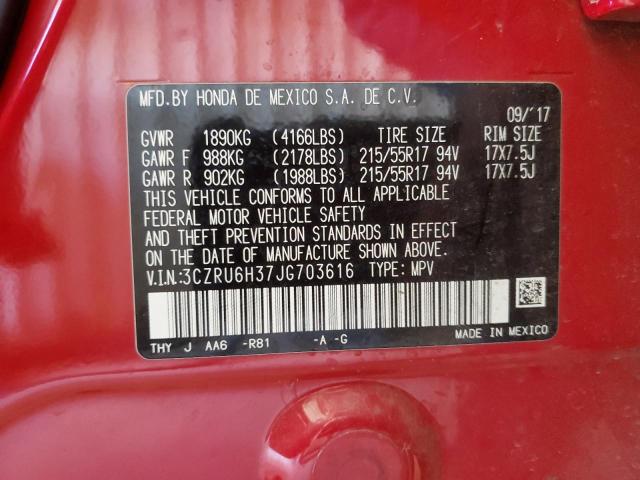 MFD.BY HONDA DE MEXICO S.A. DE C.V.
09/'17
GVWR 1890KG (4166LBS) TIRE SIZE RIM SIZE
GAWR F 988KG (2178LBS) 215/55R17 94V 17X7.5J
GAWR R 902KG (1988LBS) 215/55R17 94V 17X7.5J
THIS VEHICLE CONFORMS TO ALL APPLICABLE
FEDERAL MOTOR VEHICLE SAFETY
AND THEFT PREVENTION STANDARDS IN EFFECT
ON THE DATE OF MANUFACTURE SHOWN ABOVE.
V.I.N:3CZRU6H37JG703616 TYPE: MPV
THY J AA6 -R81 -A -G
MADE IN MEXICO